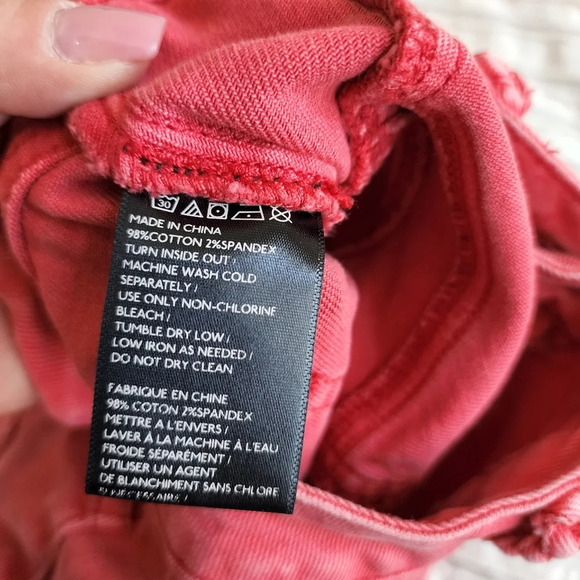 30
MADE IN CHINA
98%COTTON 2%SPANDEX
TURN INSIDE OUT/
MACHINE WASH COLD
SEPARATELY/
USE ONLY NON-CHLORINE
BLEACH/
TUMBLE DRY LOW/
LOW IRON AS NEEDED/
DO NOT DRY CLEAN
FABRIQUE EN CHINE
98% COTON 2%SPANDEX
METTRE A L'ENVERS/
LAVER À LA MACHINE À L'EAU
FROIDE SÉPARÉMENT/
UTILISER UN AGENT
DE BLANCHIMENT SANS CHLORE